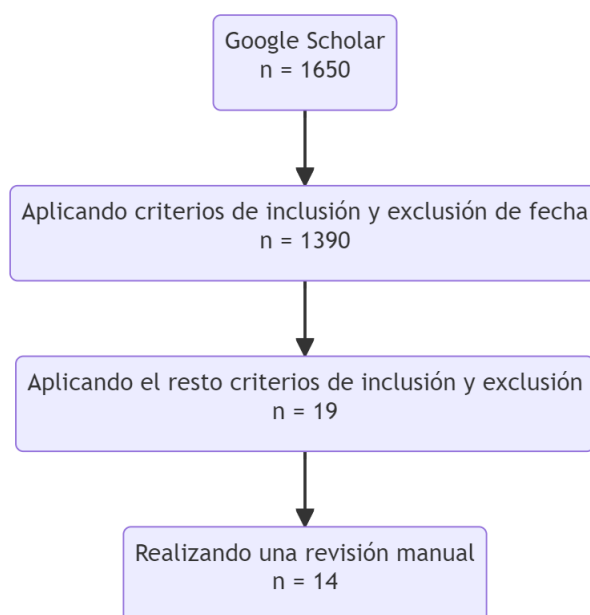 Google Scholar
n = 1650
Aplicando criterios de inclusión y exclusión de fecha
n = 1390
Aplicando el resto criterios de inclusión y exclusión
n = 19
Realizando una revisión manual
n = 14